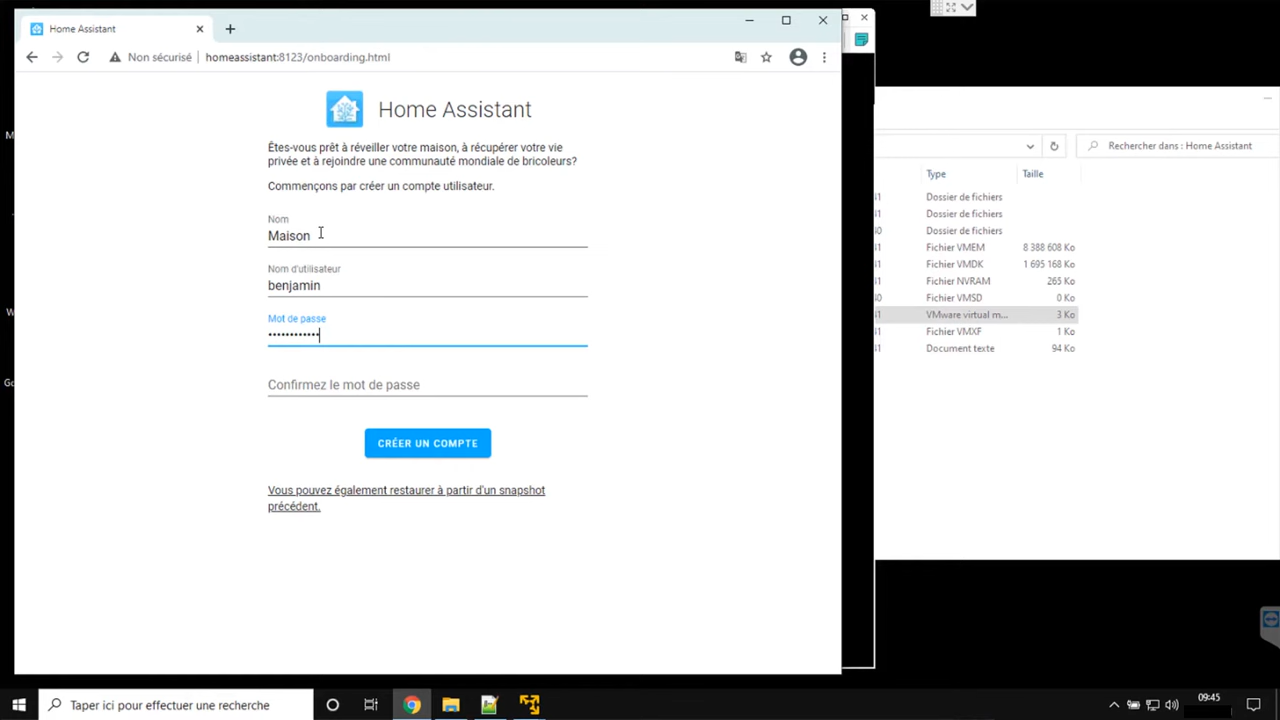 Home Assistant
Non sécurisé
homeassistant:8123/onboarding.html
Home Assistant
Êtes-vous prêt à réveiller votre maison, à récupérer votre vie
privée et à rejoindre une communauté mondiale de bricoleurs?
Commençons par créer un compte utilisateur.
Nom
Maison
Nom d'utilisateur
benjamin
Mot de passe
••••••••••••
Confirmez le mot de passe
CRÉER UN COMPTE
Vous pouvez également restaurer à partir d'un snapshot
précédent.
Rechercher dans : Home Assistant
Type Taille
Dossier de fichiers
Dossier de fichiers
Dossier de fichiers
Fichier VMEM 8 388 608 Ko
Fichier VMDK 1 695 168 Ko
Fichier NVRAM 265 Ko
Fichier VMSD 0 Ko
VMware virtual m... 3 Ko
Fichier VMXF 1 Ko
Document texte 94 Ko
Taper ici pour effectuer une recherche
09:45